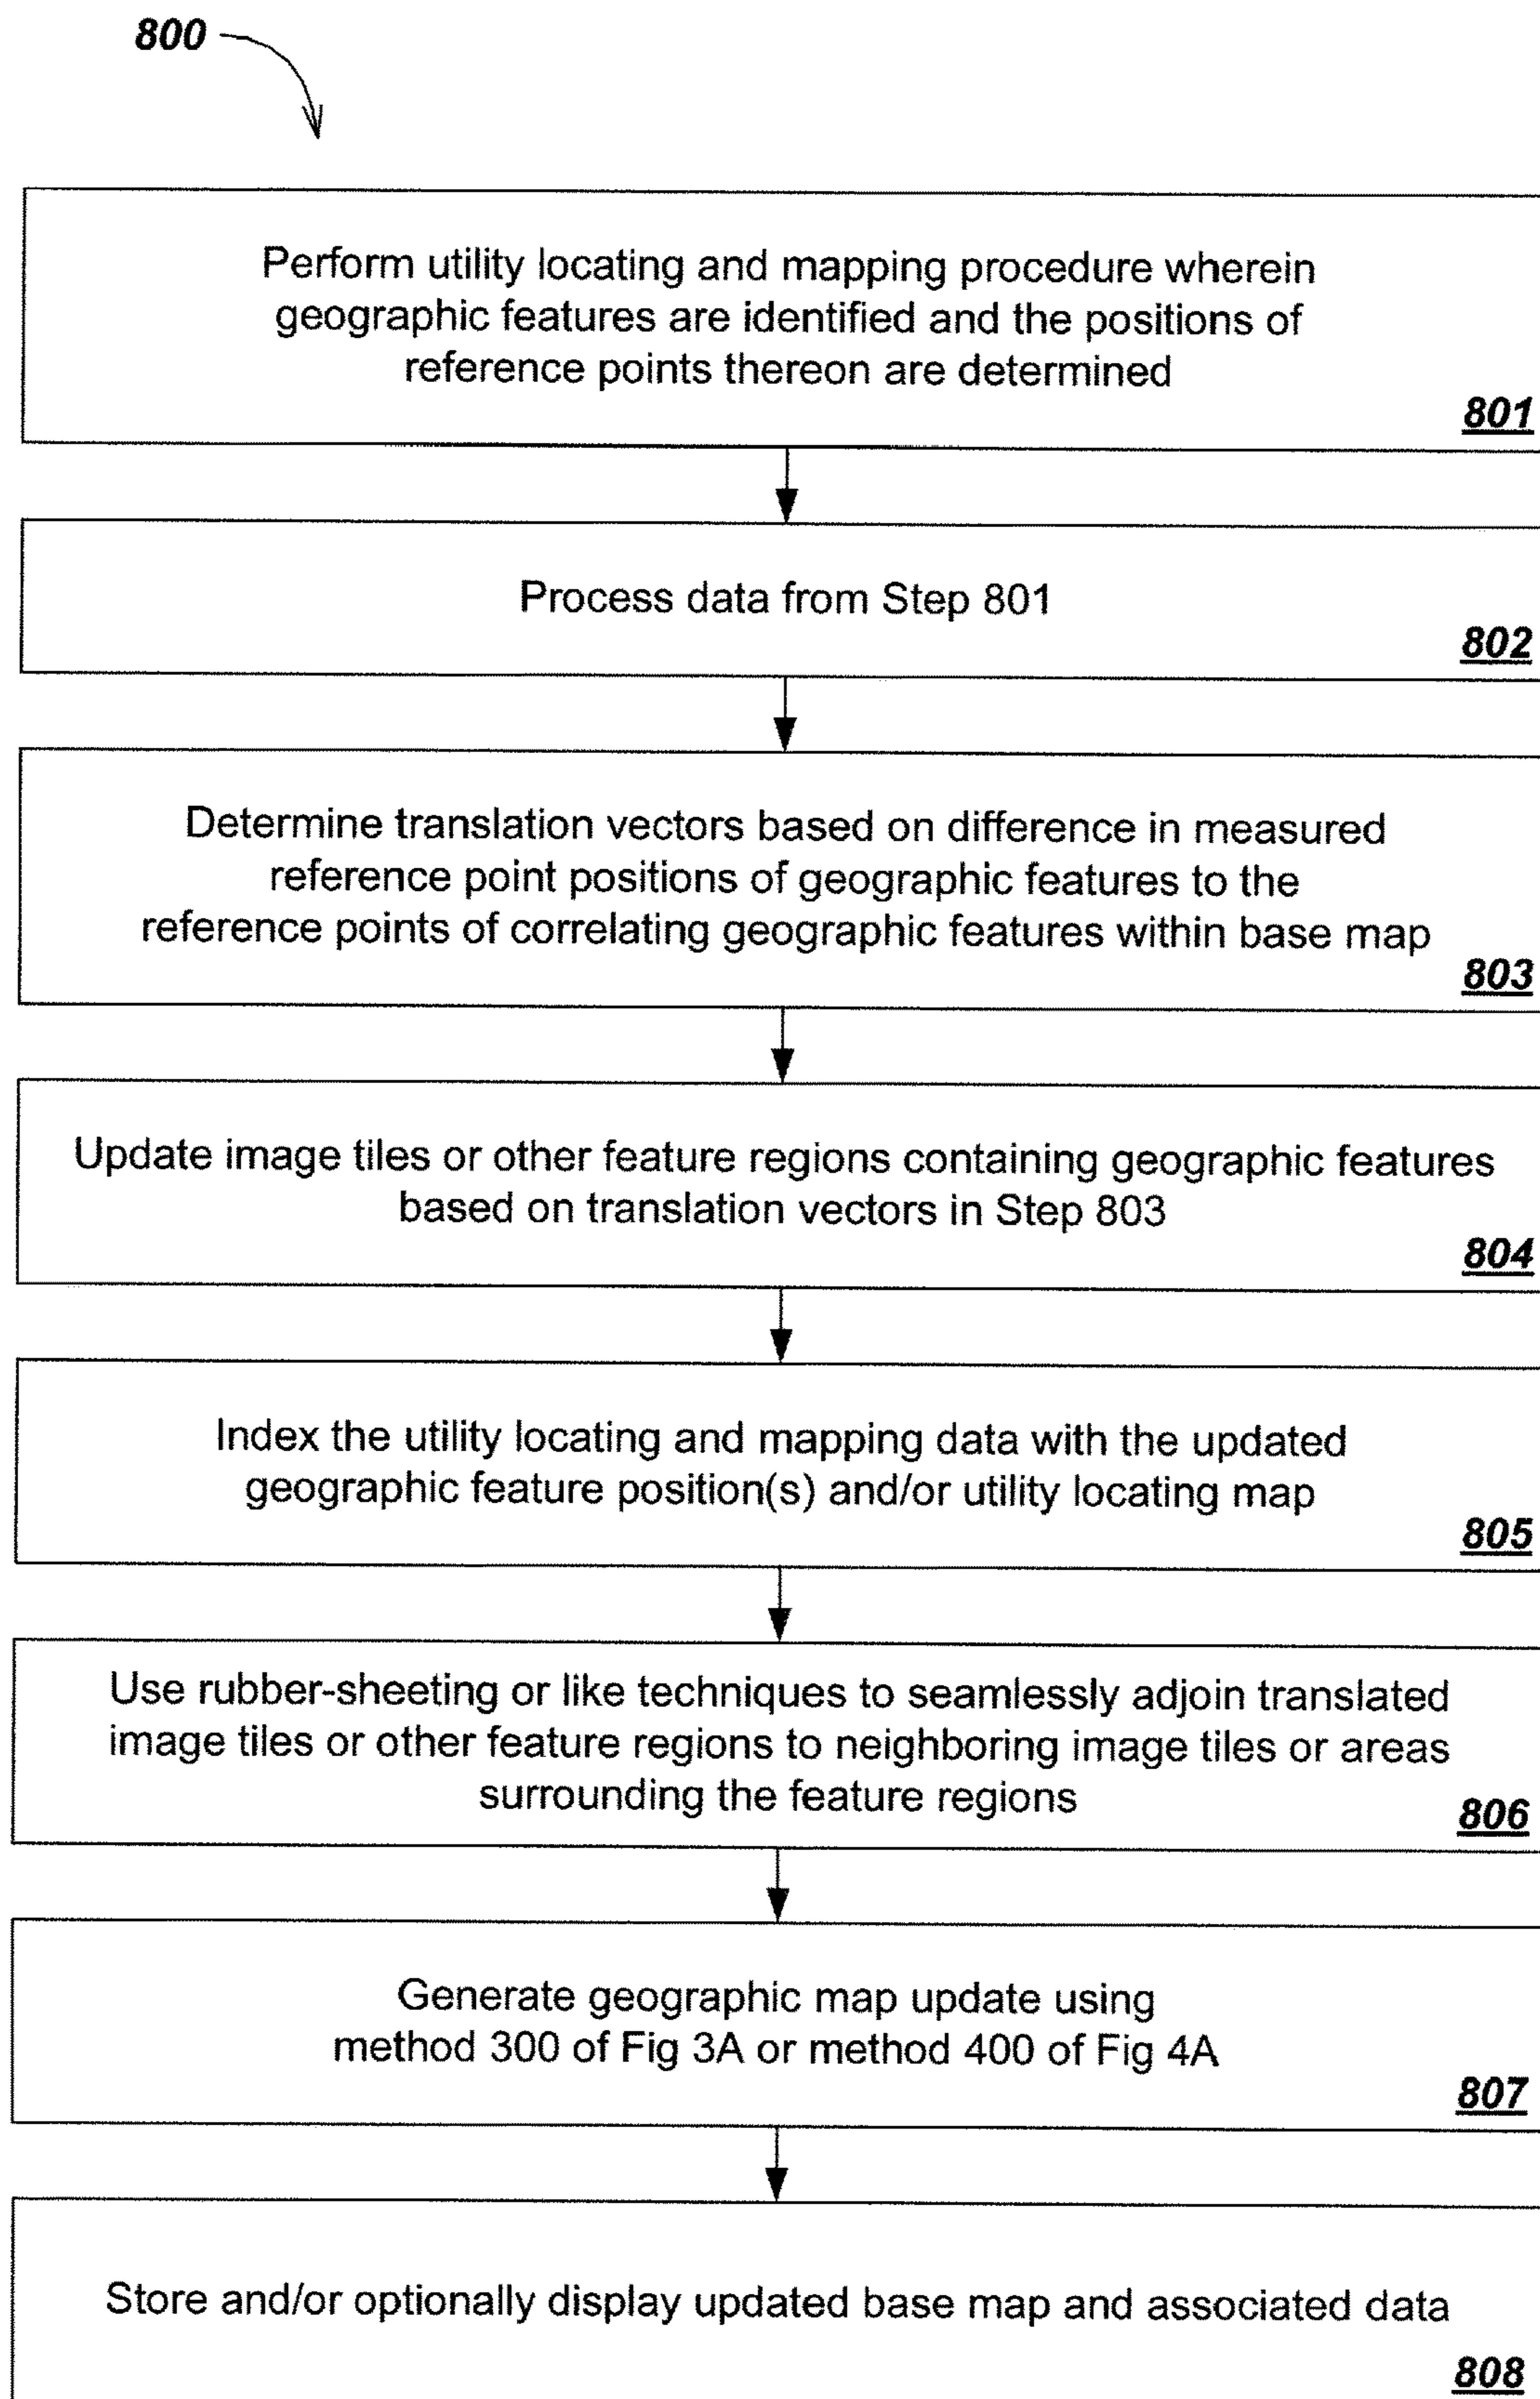 800
Perform utility locating and mapping procedure wherein
geographic features are identified and the positions of
reference points thereon are determined
801
Process data from Step 801
802
Determine translation vectors based on difference in measured
reference point positions of geographic features to the
reference points of correlating geographic features within base map
803
Update image tiles or other feature regions containing geographic features
based on translation vectors in Step 803
804
Index the utility locating and mapping data with the updated
geographic feature position(s) and/or utility locating map
805
Use rubber-sheeting or like techniques to seamlessly adjoin translated
image tiles or other feature regions to neighboring image tiles or areas
surrounding the feature regions
806
Generate geographic map update using
method 300 of Fig 3A or method 400 of Fig 4A
807
Store and/or optionally display updated base map and associated data
808